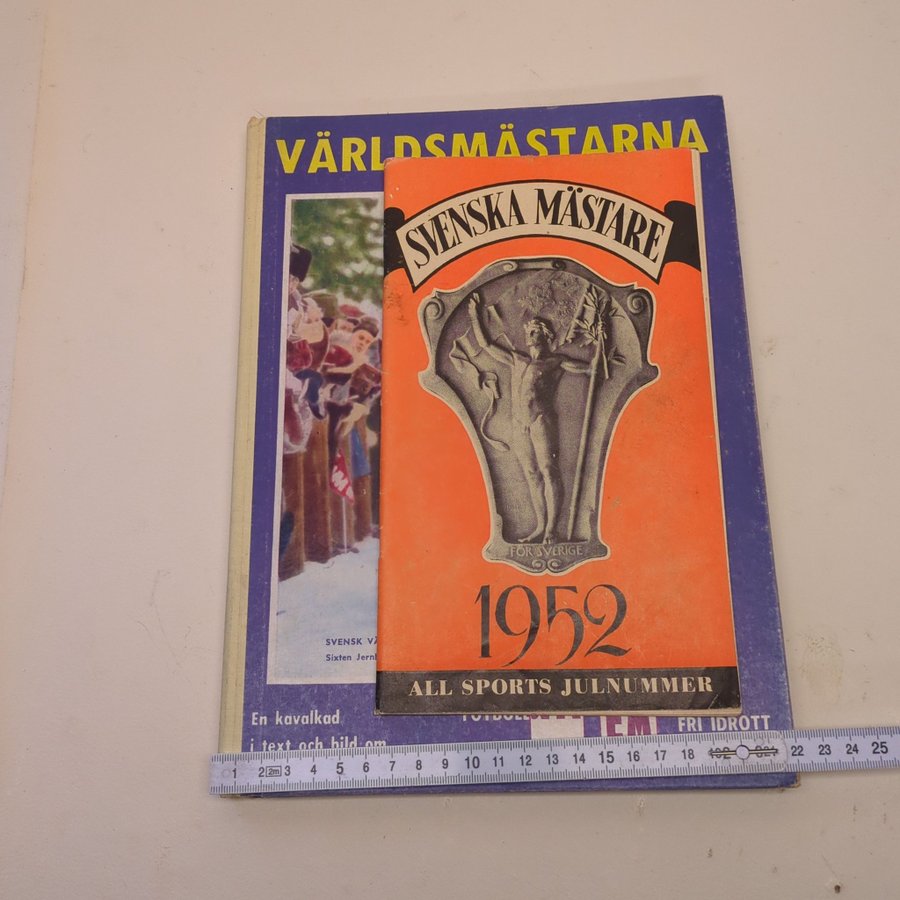 VÄRLDSMÄSTARNA
SVENSKA MÄSTARE
FÖR SVERIGE
1952
ALL SPORTS JULNUMMER
SVENSK
Sixten
En kavalkad
i text och bild om
FRI IDROTT
1 2 2m 3 4 5 6 7 8 9 10 11 12 13 14 15 16 17 18 22 23 24 25